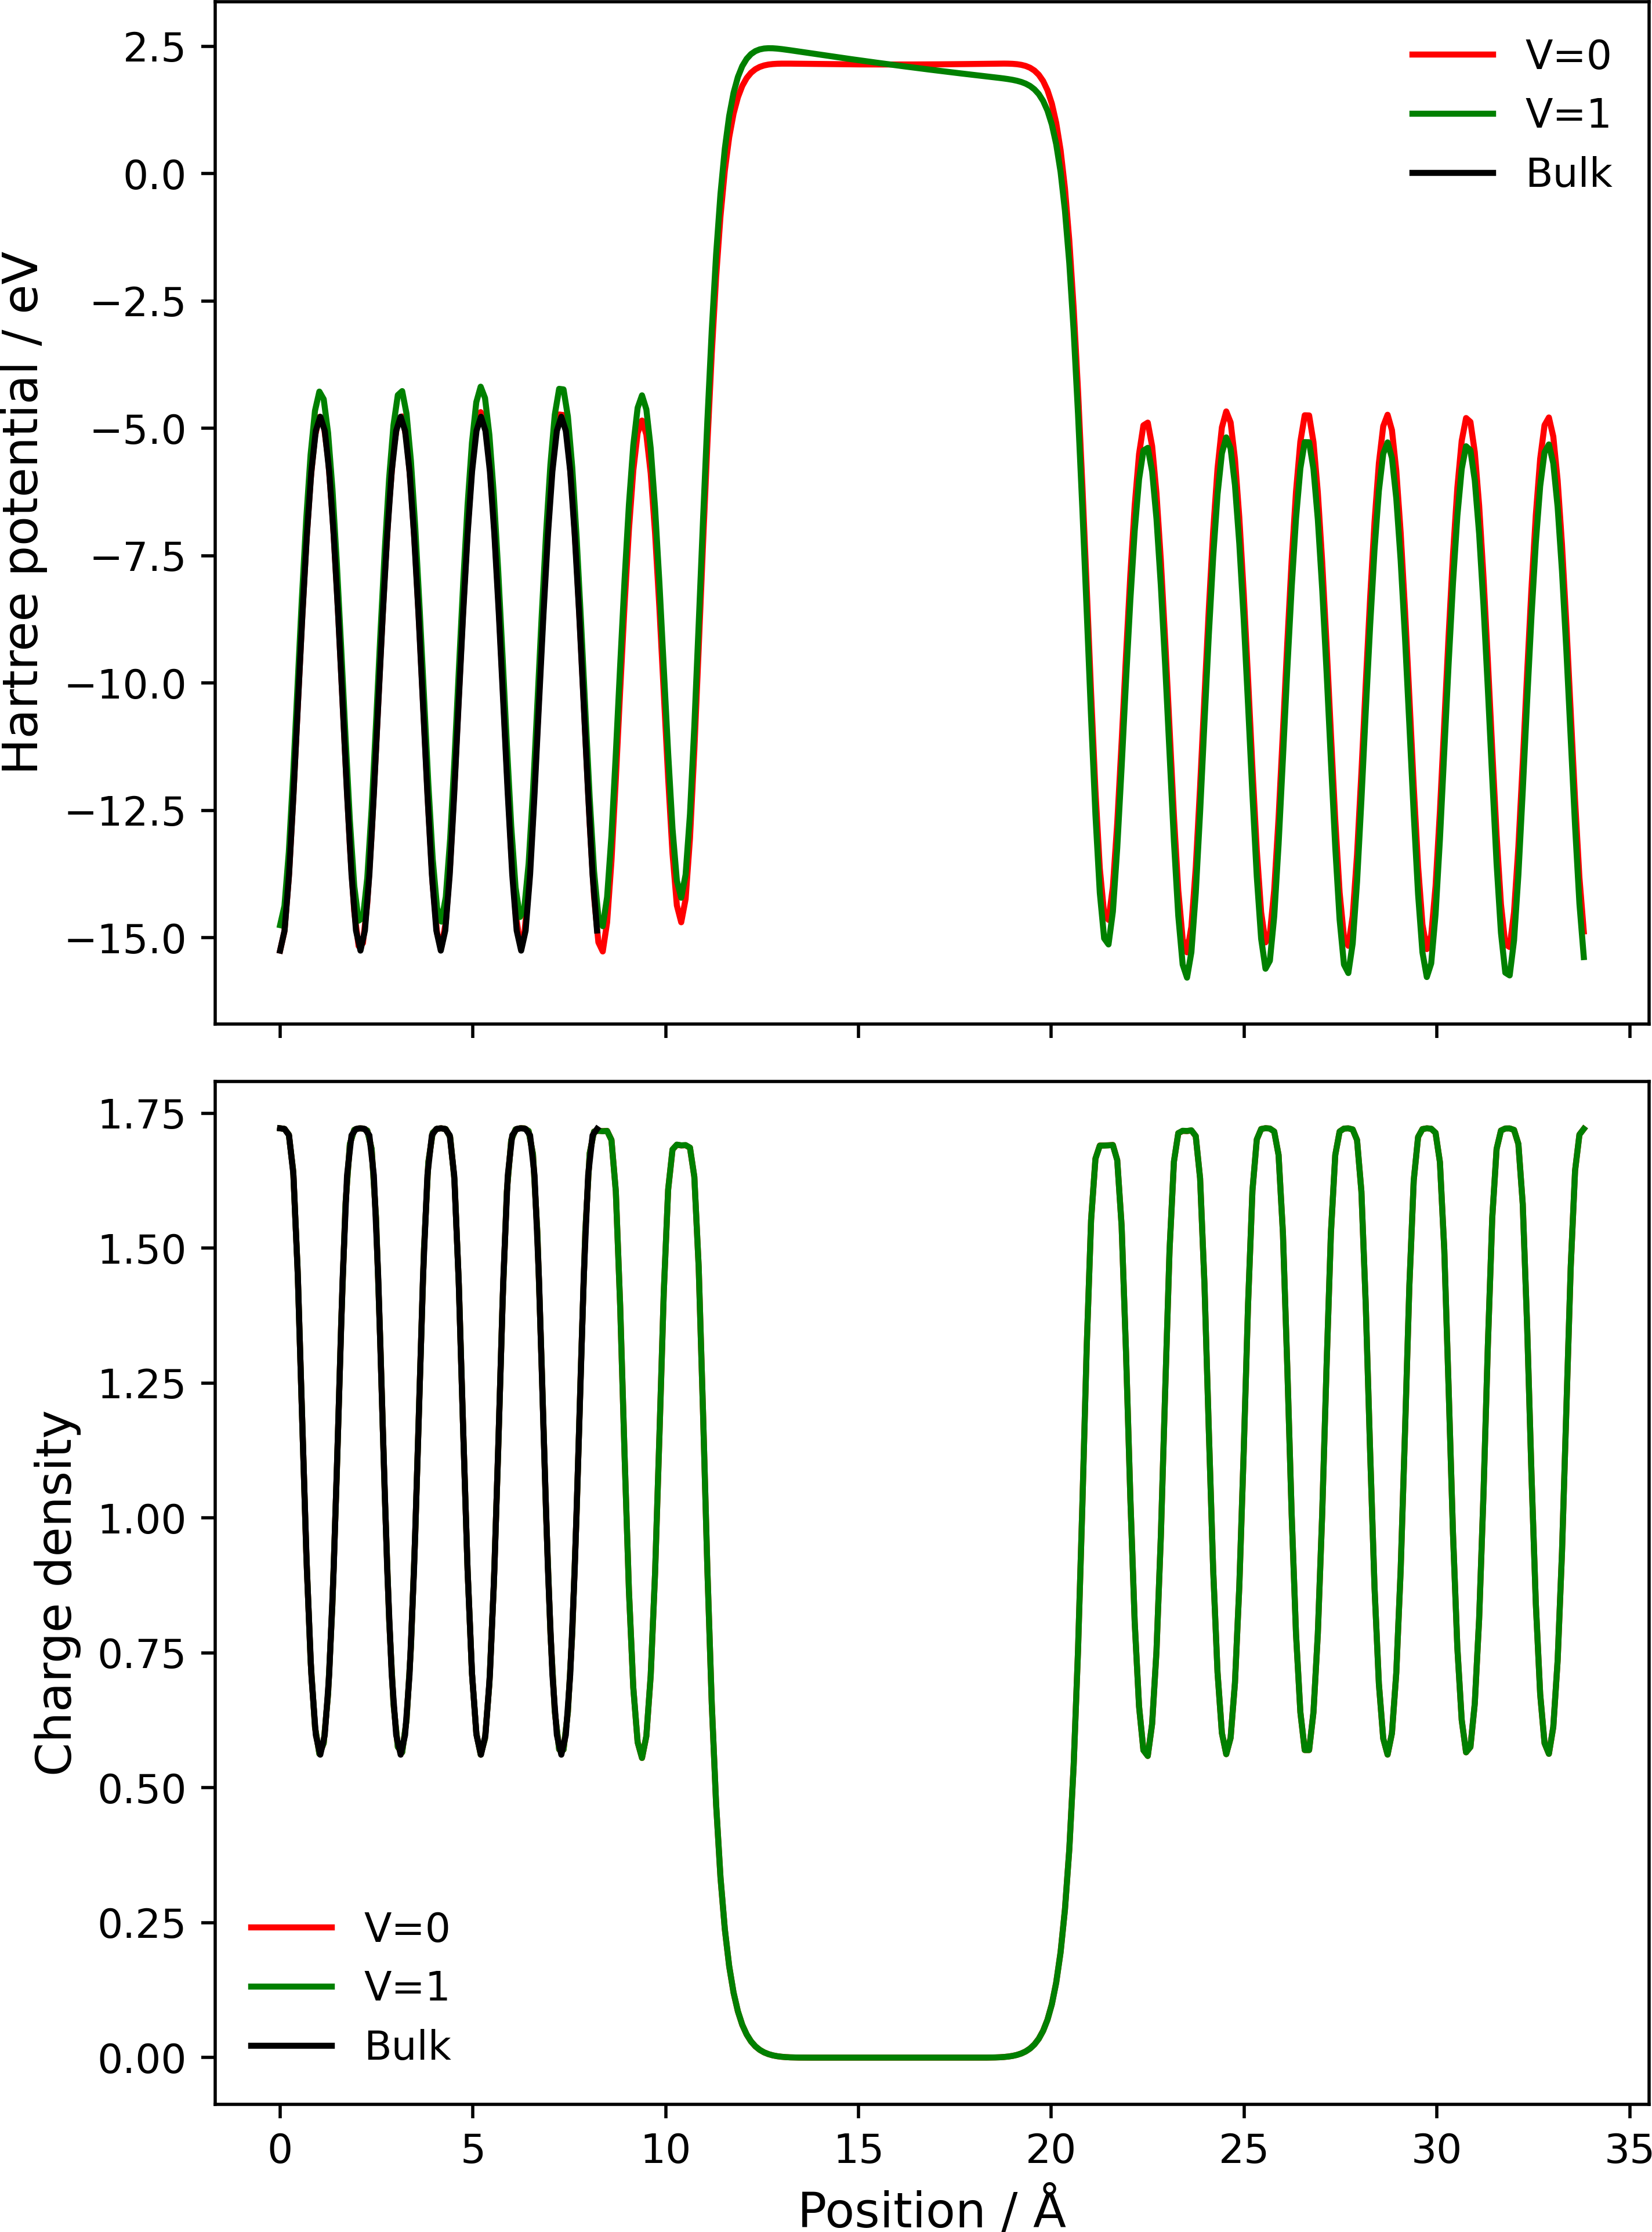 Hartree potential / eV
2.5
0.0
−2.5
−5.0
−7.5
−10.0
−12.5
−15.0
V=0
V=1
Bulk
Charge density
1.75
1.50
1.25
1.00
0.75
0.50
0.25
0.00
V=0
V=1
Bulk
0 5 10 15 20 25 30 35
Position / Å